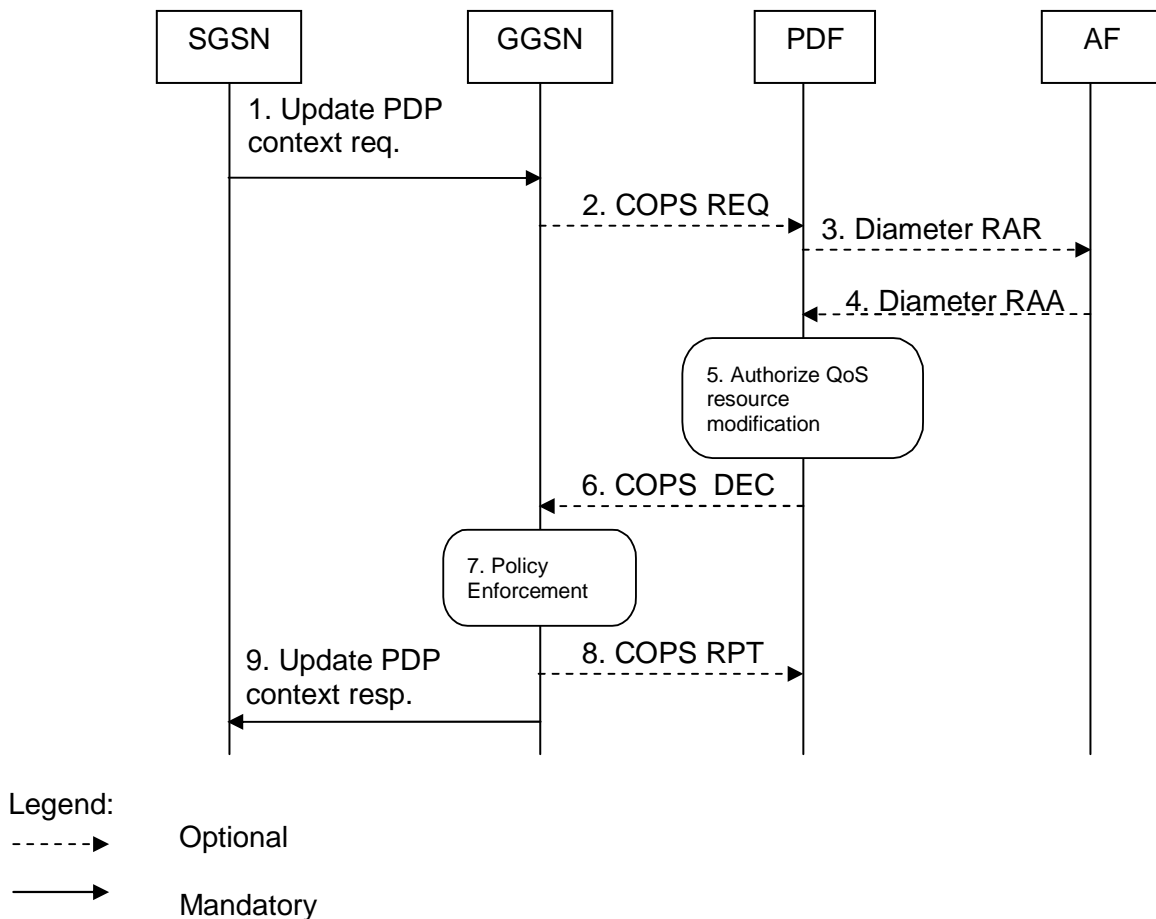 SGSN
GGSN
PDF
AF
1. Update PDP
context req.
2. COPS REQ
3. Diameter RAR
4. Diameter RAA
5. Authorize QoS
resource
modification
6. COPS  DEC
7. Policy
Enforcement
8. COPS RPT
9. Update PDP
context resp.
Legend:
Optional
Mandatory